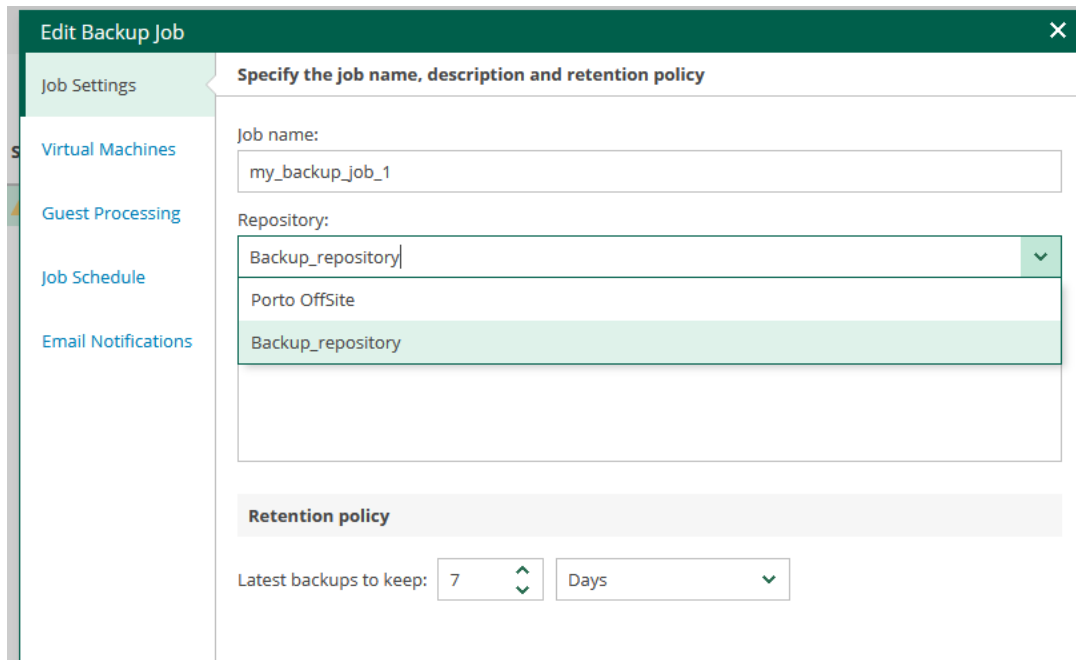 Edit Backup Job
Job Settings
Specify the job name, description and retention policy
Job name:
Virtual Machines
my_backup_job_1
Guest Processing
Repository:
Backup_repository
Job Schedule
Porto OffSite
Email Notifications
Backup_repository
Retention policy
Latest backups to keep: 7 Days